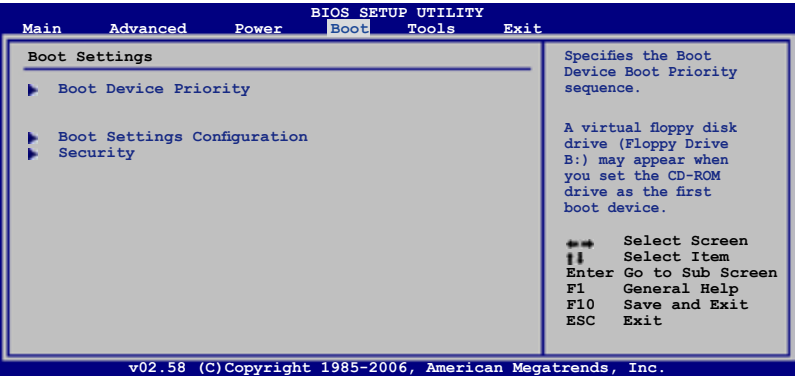 BIOS SETUP UTILITY
Main Advanced Power Boot Tools Exit
Boot Settings
Boot Device Priority
Boot Settings Configuration
Security
Specifies the Boot
Device Boot Priority
sequence.
A virtual floppy disk
drive (Floppy Drive
B:) may appear when
you set the CD-ROM
drive as the first
boot device.
Select Screen
Select Item
Enter Go to Sub Screen
F1 General Help
F10 Save and Exit
ESC Exit
v02.58 (C)Copyright 1985-2006, American Megatrends, Inc.